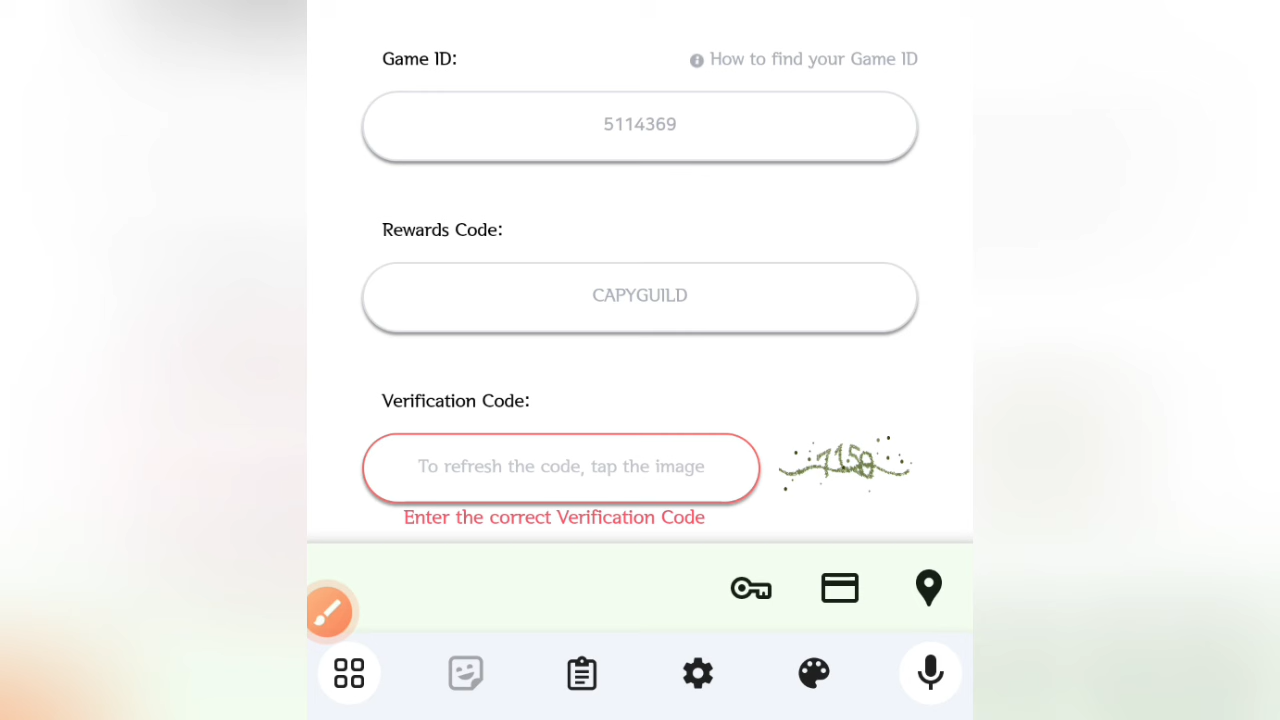 Game ID:
How to find your Game ID
5114369
Rewards Code:
CAPYGUILD
Verification Code:
To refresh the code, tap the image
Enter the correct Verification Code